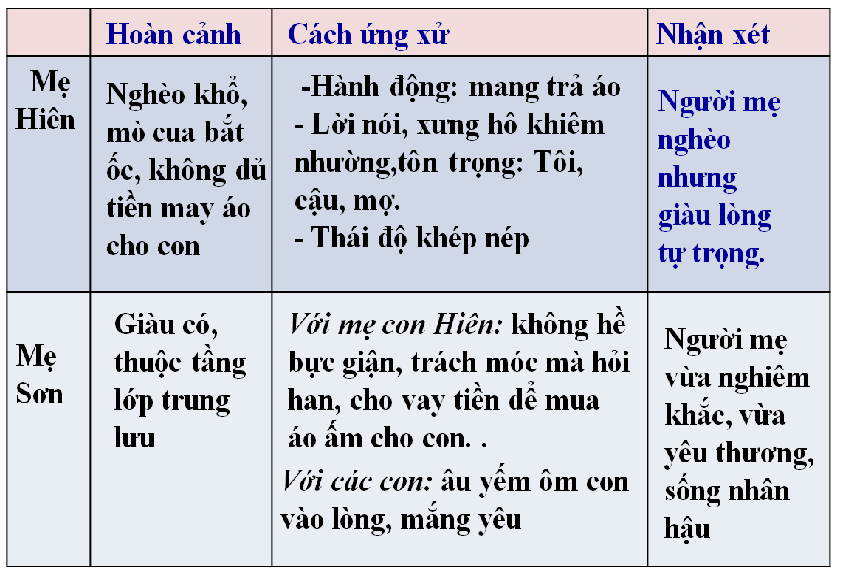 Hoàn cảnh
Cách ứng xử
Nhận xét
Mẹ
Hiên
Nghèo khổ,
mò cua bắt
ốc, không đủ
tiền may áo
cho con
-Hành động: mang trả áo
- Lời nói, xưng hô khiêm
nhường,tôn trọng: Tôi,
cậu, mợ.
- Thái độ khép nép
Người mẹ
nghèo
nhưng
giàu lòng
tự trọng.
Mẹ
Sơn
Giàu có,
thuộc tầng
lớp trung
lưu
Với mẹ con Hiên: không hề
bực giận, trách móc mà hỏi
han, cho vay tiền để mua
áo ấm cho con. .
Với các con: âu yếm ôm con
vào lòng, mắng yêu
Người mẹ
vừa nghiêm
khắc, vừa
yêu thương,
sống nhân
hậu